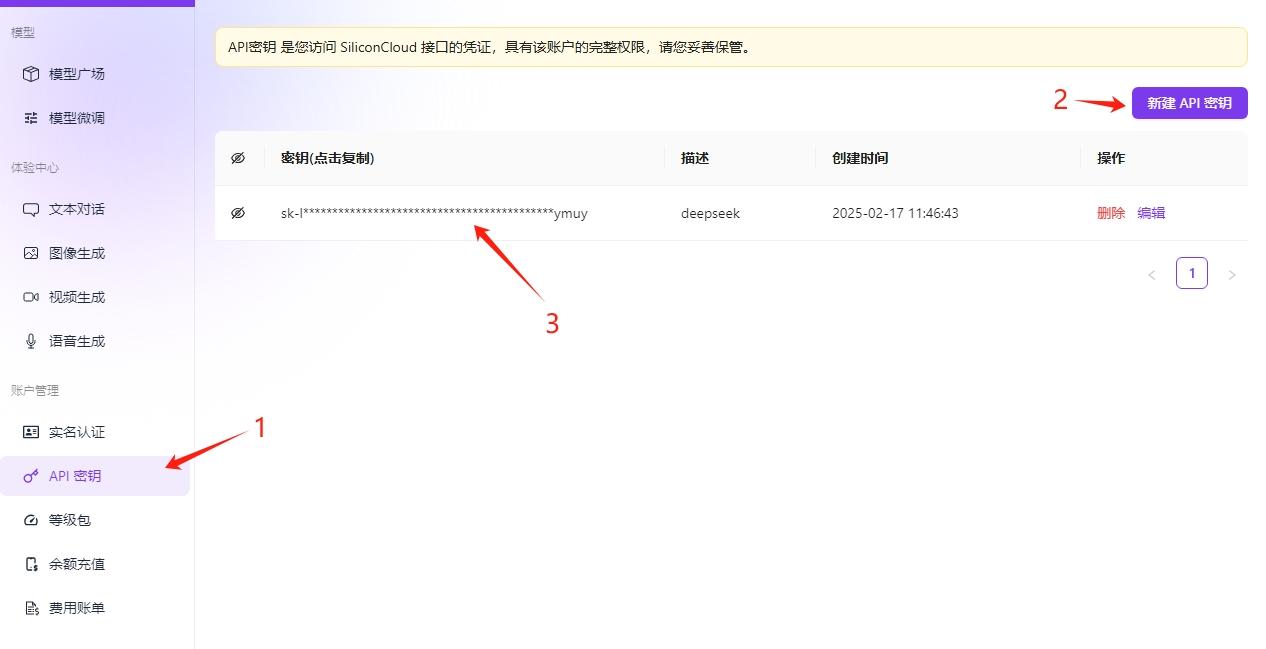 模型
模型广场
模型微调
体验中心
文本对话
图像生成
视频生成
语音生成
账户管理
实名认证
API 密钥
等级包
余额充值
费用账单
API密钥 是您访问 SiliconCloud 接口的凭证，具有该账户的完整权限，请您妥善保管。
2
新建 API 密钥
密钥(点击复制) 描述 创建时间 操作
sk-l******************************************ymuy deepseek 2025-02-17 11:46:43 删除 编辑
< 1 >
3
1